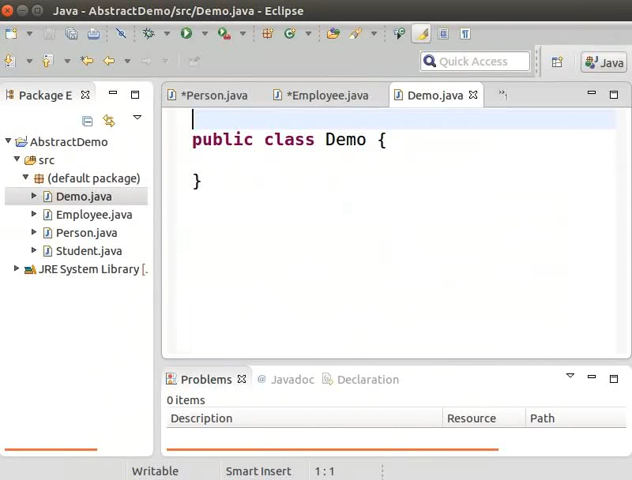 Java - AbstractDemo/src/Demo.java - Eclipse
Quick Access
Java
Package E
*Person.java
*Employee.java
Demo.java
AbstractDemo
src
(default package)
Demo.java
Employee.java
Person.java
Student.java
JRE System Library [.
public class Demo {
}
Problems
@ Javadoc
Declaration
0 items
Description
Resource
Path
Writable
Smart Insert
1 : 1